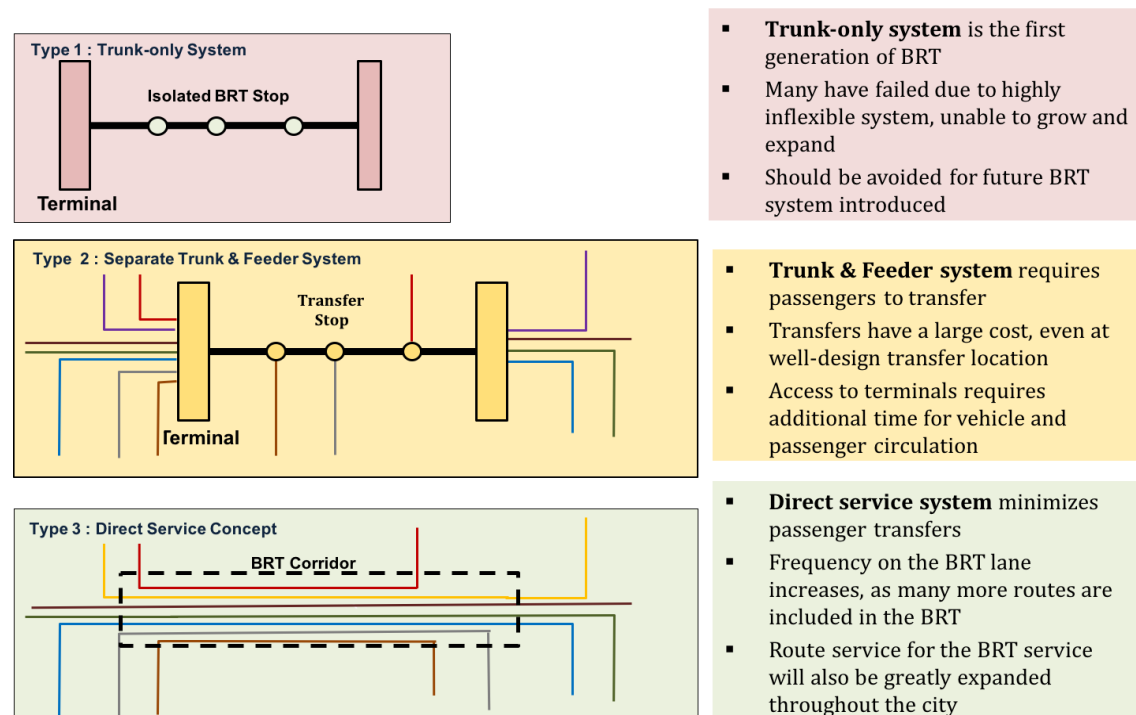 Type 1 : Trunk-only System
Isolated BRT Stop
Terminal
▪ Trunk-only system is the first
generation of BRT
▪ Many have failed due to highly
inflexible system, unable to grow and
expand
▪ Should be avoided for future BRT
system introduced
Type 2 : Separate Trunk & Feeder System
Transfer
Stop
Terminal
▪ Trunk & Feeder system requires
passengers to transfer
▪ Transfers have a large cost, even at
well-design transfer location
▪ Access to terminals requires
additional time for vehicle and
passenger circulation
Type 3 : Direct Service Concept
BRT Corridor
▪ Direct service system minimizes
passenger transfers
▪ Frequency on the BRT lane
increases, as many more routes are
included in the BRT
▪ Route service for the BRT service
will also be greatly expanded
throughout the city